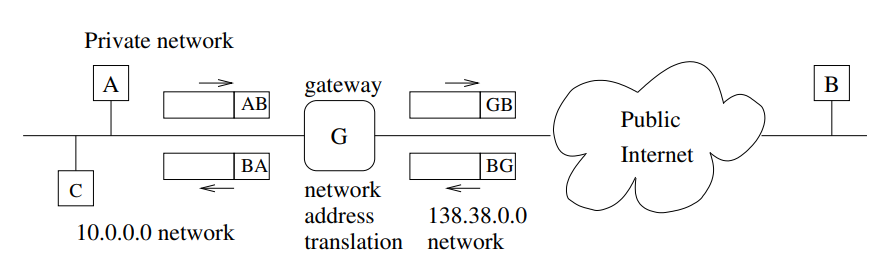 Private network
A
AB
gateway
GB
B
G
Public
Internet
C
BA
BG
network
address
translation
138.38.0.0
network
10.0.0.0 network